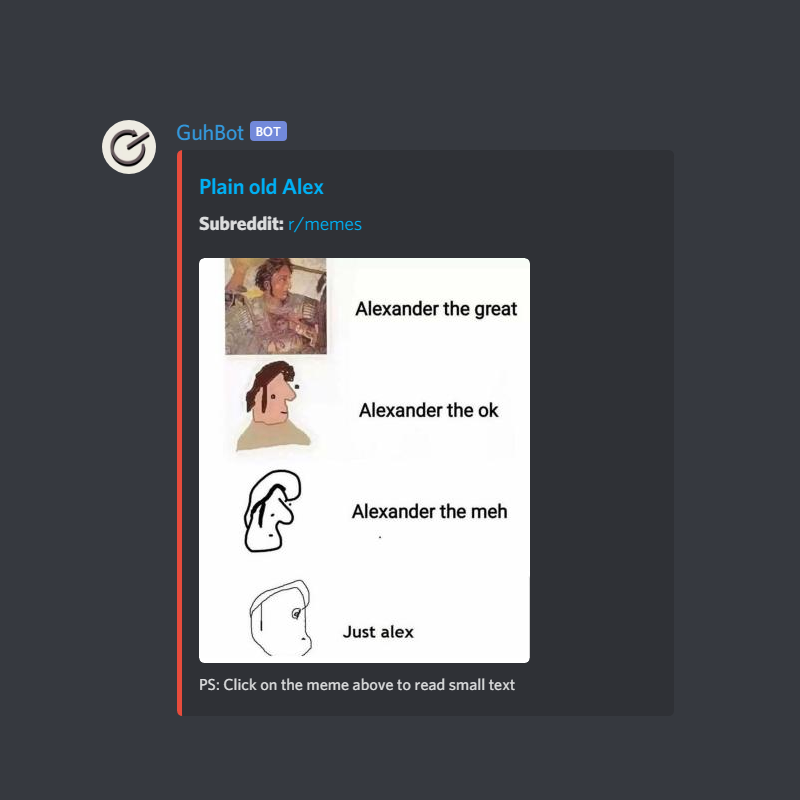 GuhBot BOT
Plain old Alex
Subreddit: r/memes
Alexander the great
Alexander the ok
Alexander the meh
Just alex
PS: Click on the meme above to read small text